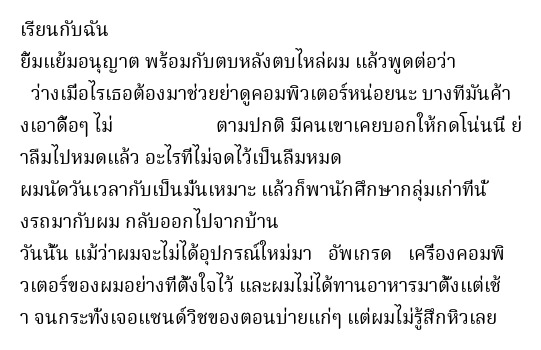 เรียนกับฉัน
ยิ้มแย้มอนุญาต พร้อมกับตบหลังตบไหล่ผม แล้วพูดต่อว่า
ว่างเมื่อไรเธอต้องมาช่วยย่าดูคอมพิวเตอร์หน่อยนะ บางทีมันค้า
งเอาดื้อๆ ไม่ ตามปกติ มีคนเขาเคยบอกให้กดโน่นนี่ ย่
าลืมไปหมดแล้ว อะไรที่ไม่จดไว้เป็นลืมหมด
ผมนัดวันเวลากับเป็นมั่นเหมาะ แล้วก็พานักศึกษากลุ่มเก่าที่นั่
งรถมากับผม กลับออกไปจากบ้าน
วันนั้น แม้ว่าผมจะไม่ได้อุปกรณ์ใหม่มา อัพเกรด เครื่องคอมพิ
วเตอร์ของผมอย่างที่ตั้งใจไว้ และผมไม่ได้ทานอาหารมาตั้งแต่เช้
า จนกระทั่งเจอแซนด์วิชของตอนบ่ายแก่ๆ แต่ผมไม่รู้สึกหิวเลย